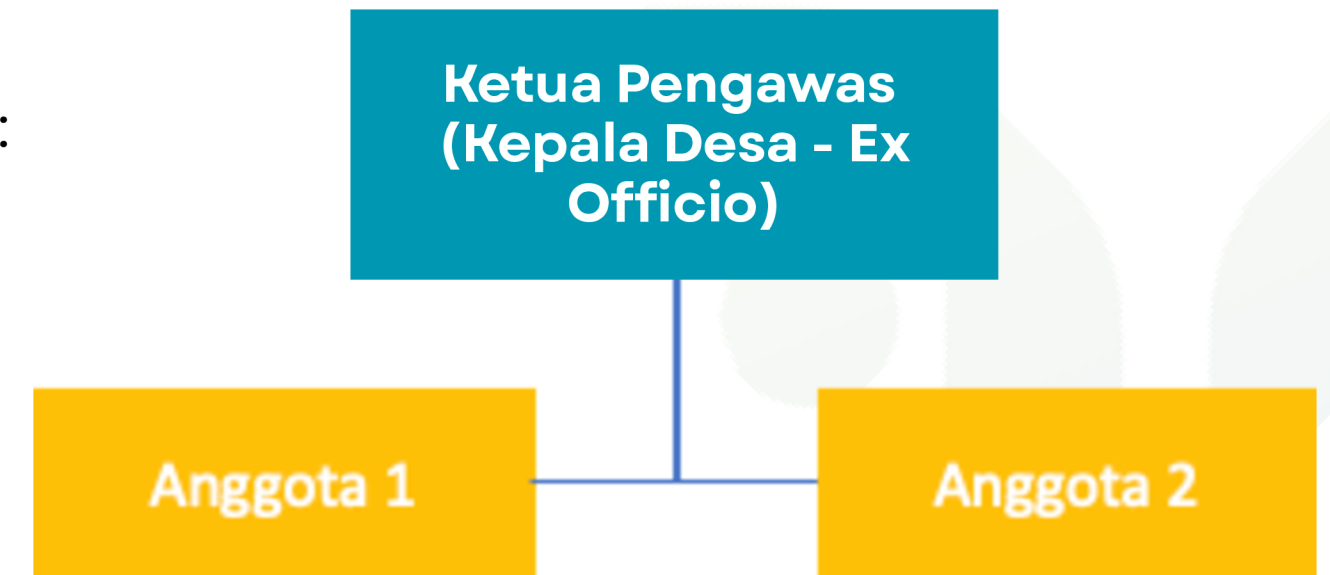 :
Ketua Pengawas
(Kepala Desa - Ex
Officio)
Anggota 1
Anggota 2